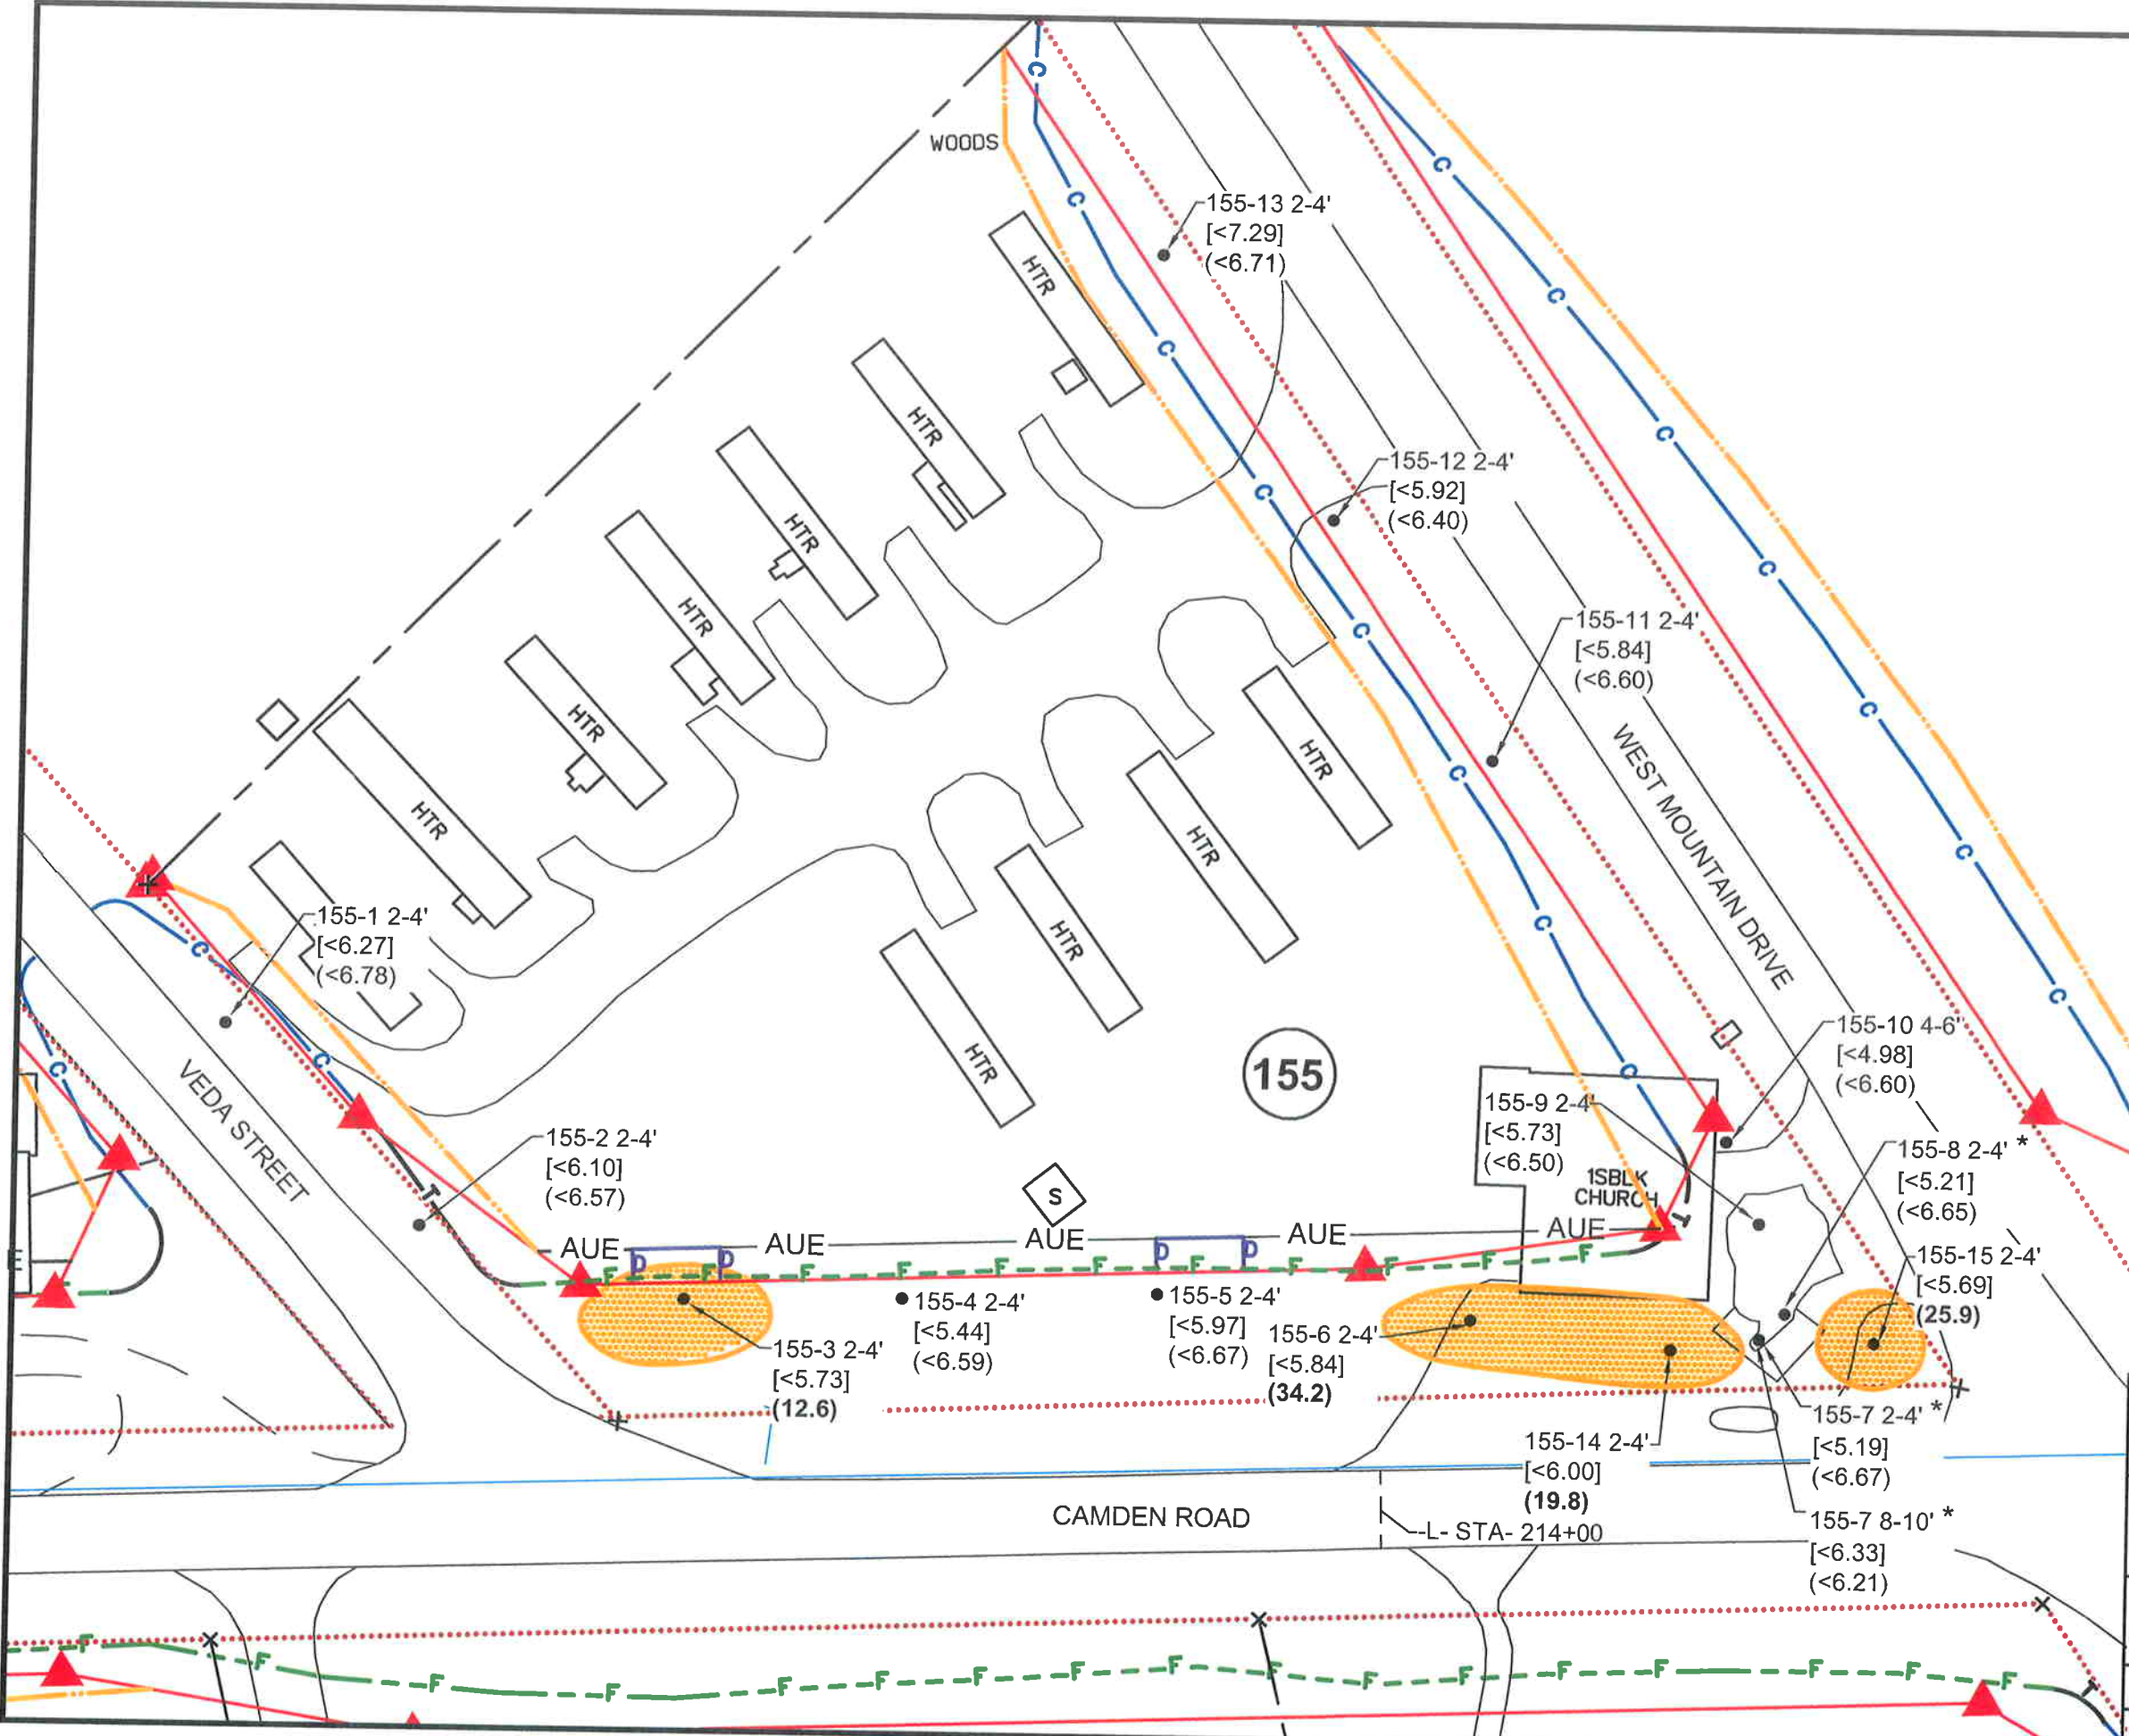 WOODS
155-13 2-4'
[<7.29]
(<6.71)
HTR
HTR
HTR
HTR
HTR
HTR
HTR
HTR
HTR
HTR
155-12 2-4'
[<5.92]
(<6.40)
155-11 2-4'
[<5.84]
(<6.60)
WEST MOUNTAIN DRIVE
155-1 2-4'
[<6.27]
(<6.78)
VEDA STREET
155-2 2-4'
[<6.10]
(<6.57)
155
155-10 4-6'
[<4.98]
(<6.60)
155-9 2-4'
[<5.73]
(<6.50)
1SBLK
CHURCH
155-8 2-4' *
[<5.21]
(<6.65)
S
AUE AUE AUE AUE AUE
155-15 2-4'
[<5.69]
(25.9)
155-3 2-4'
[<5.73]
(12.6)
155-4 2-4'
[<5.44]
(<6.59)
155-5 2-4'
[<5.97]
(<6.67)
155-6 2-4'
[<5.84]
(34.2)
155-14 2-4'
[<6.00]
(19.8)
155-7 2-4' *
[<5.19]
(<6.67)
155-7 8-10' *
[<6.33]
(<6.21)
CAMDEN ROAD
-L- STA- 214+00
C C C C C C C C C C
C C C C C C C C
C C C
T T T
P P P P
E
F F F F F F F F F F F
F F F F F F F F F F F F F F F F F F